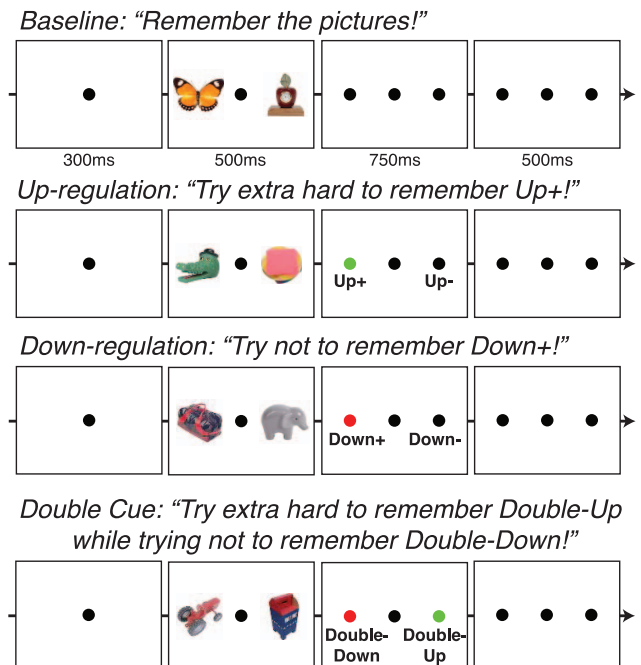 Baseline: “Remember the pictures!”
300ms 500ms 750ms 500ms
Up-regulation: “Try extra hard to remember Up+!”
Up+ Up-
Down-regulation: “Try not to remember Down+!”
Down+ Down-
Double Cue: “Try extra hard to remember Double-Up
while trying not to remember Double-Down!”
Double- Double-
Down Up